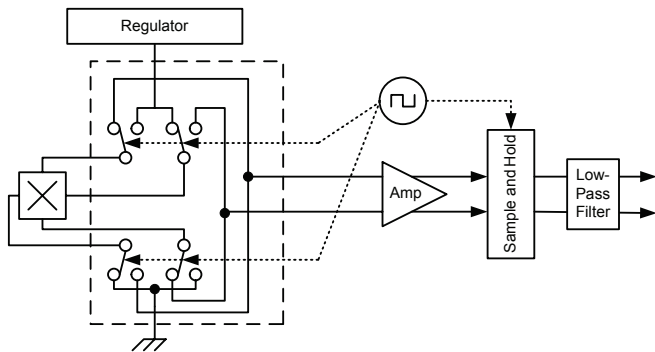 Regulator
Amp
Sample and Hold
Low-
Pass
Filter